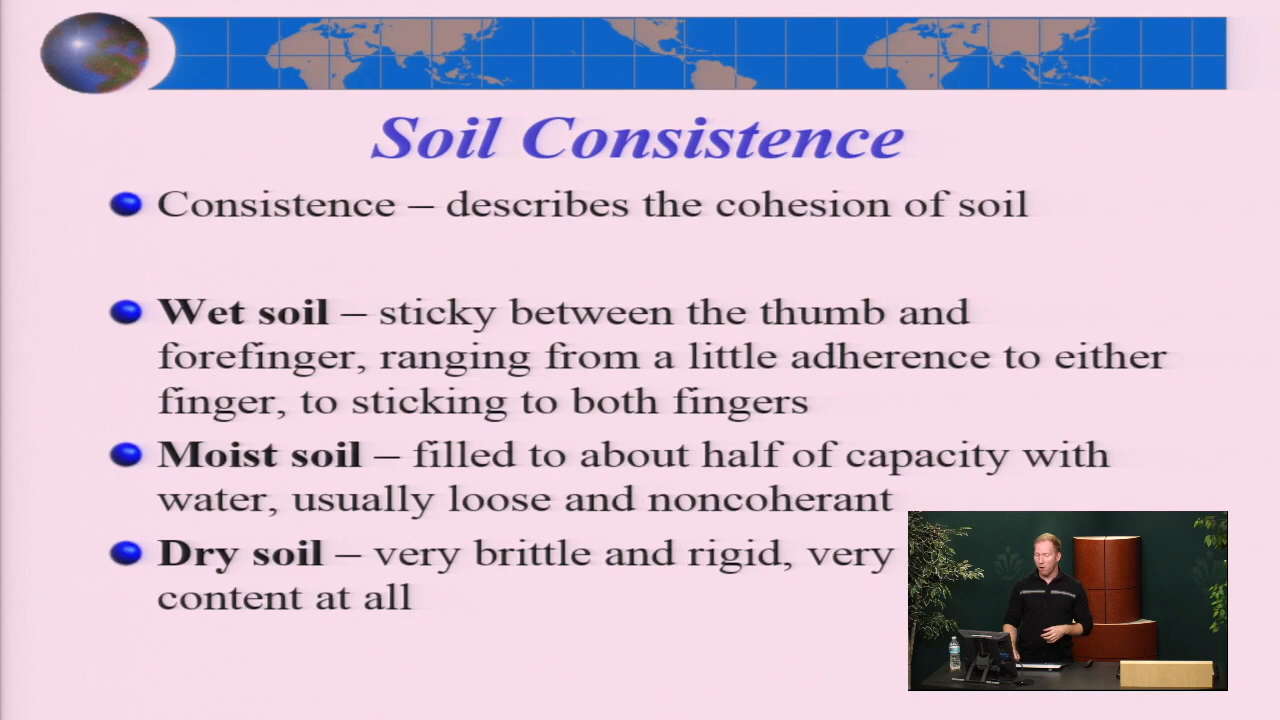 Soil Consistence
Consistence – describes the cohesion of soil
Wet soil – sticky between the thumb and
forefinger, ranging from a little adherence to either
finger, to sticking to both fingers
Moist soil – filled to about half of capacity with
water, usually loose and noncoherant
Dry soil – very brittle and rigid, very
content at all